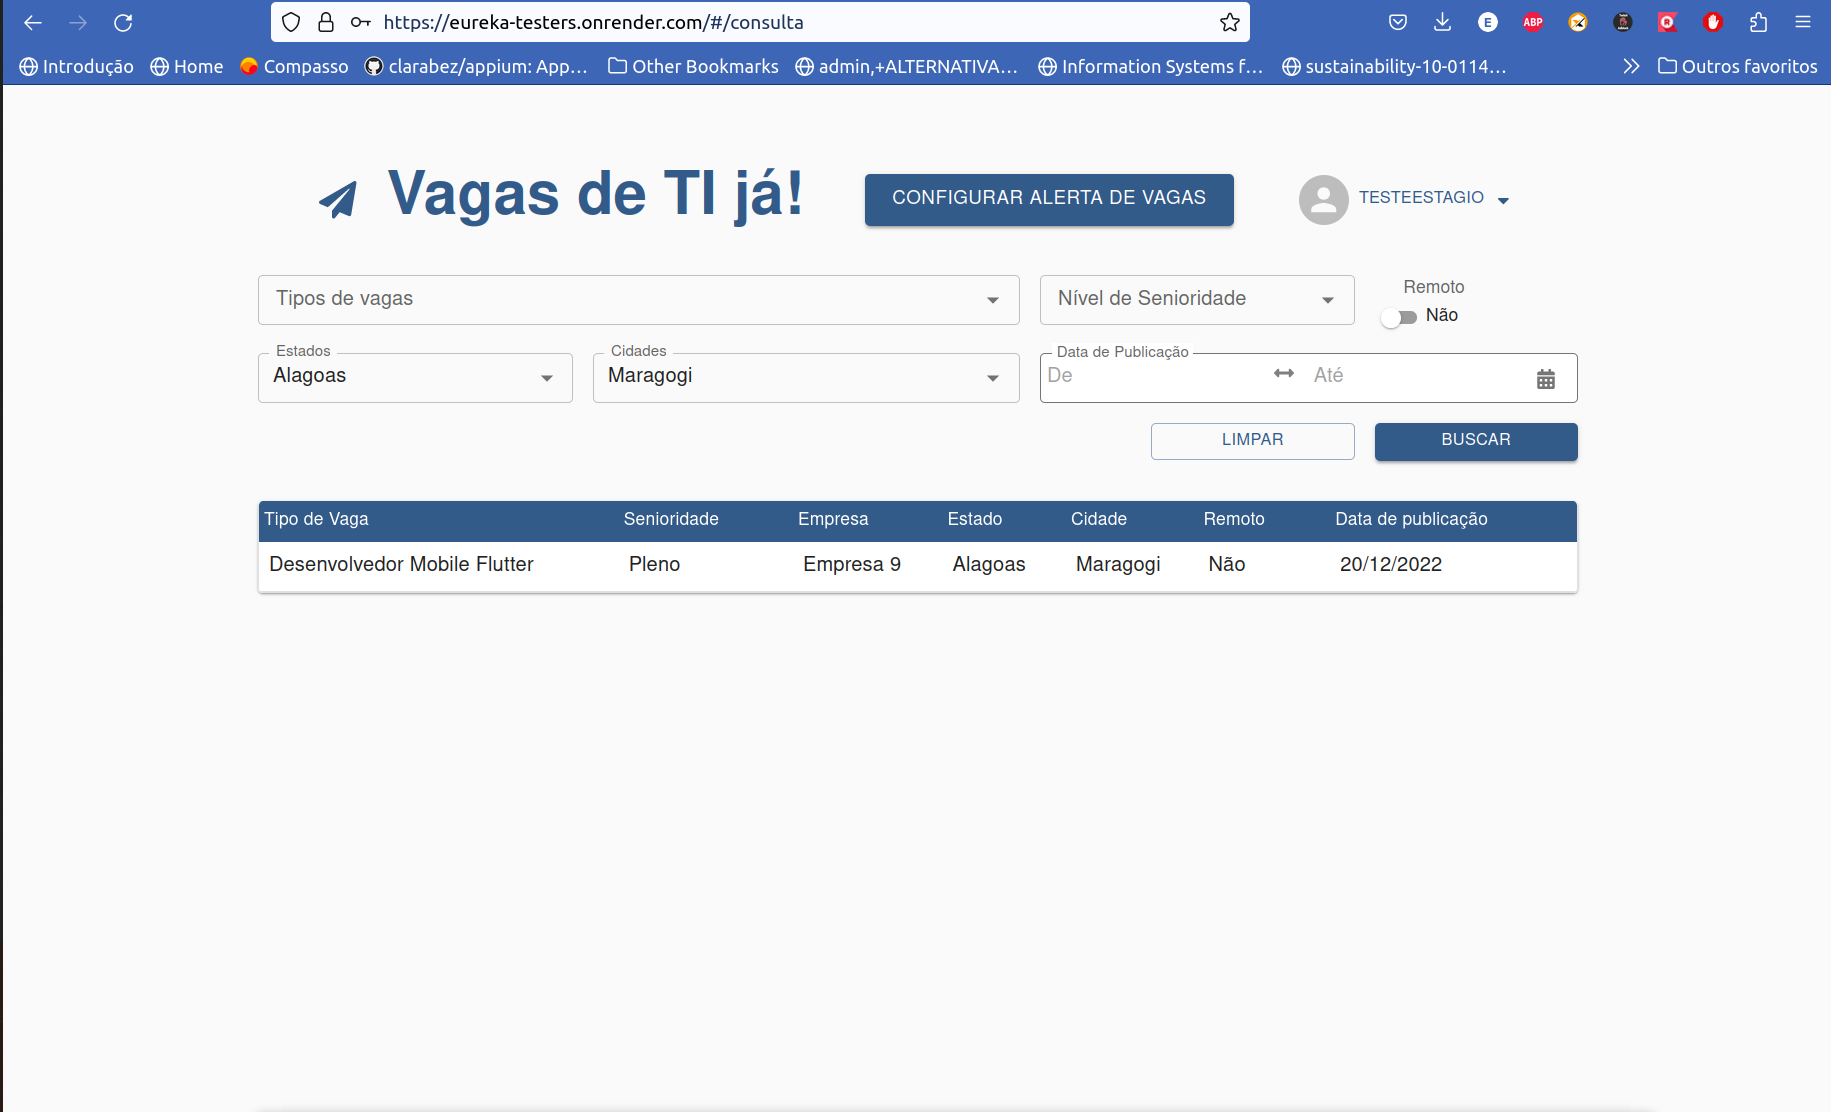 https://eureka-testers.onrender.com/#/consulta
E ABP
Introdução Home Compasso clarabez/appium: App... Other Bookmarks admin,+ALTERNATIVA... Information Systems f... sustainability-10-0114... Outros favoritos
Vagas de TI já!
CONFIGURAR ALERTA DE VAGAS
TESTEESTAGIO
Tipos de vagas
Nível de Senioridade
Remoto
Não
Estados
Alagoas
Cidades
Maragogi
Data de Publicação
De Até
LIMPAR BUSCAR
Tipo de Vaga Senioridade Empresa Estado Cidade Remoto Data de publicação
Desenvolvedor Mobile Flutter Pleno Empresa 9 Alagoas Maragogi Não 20/12/2022